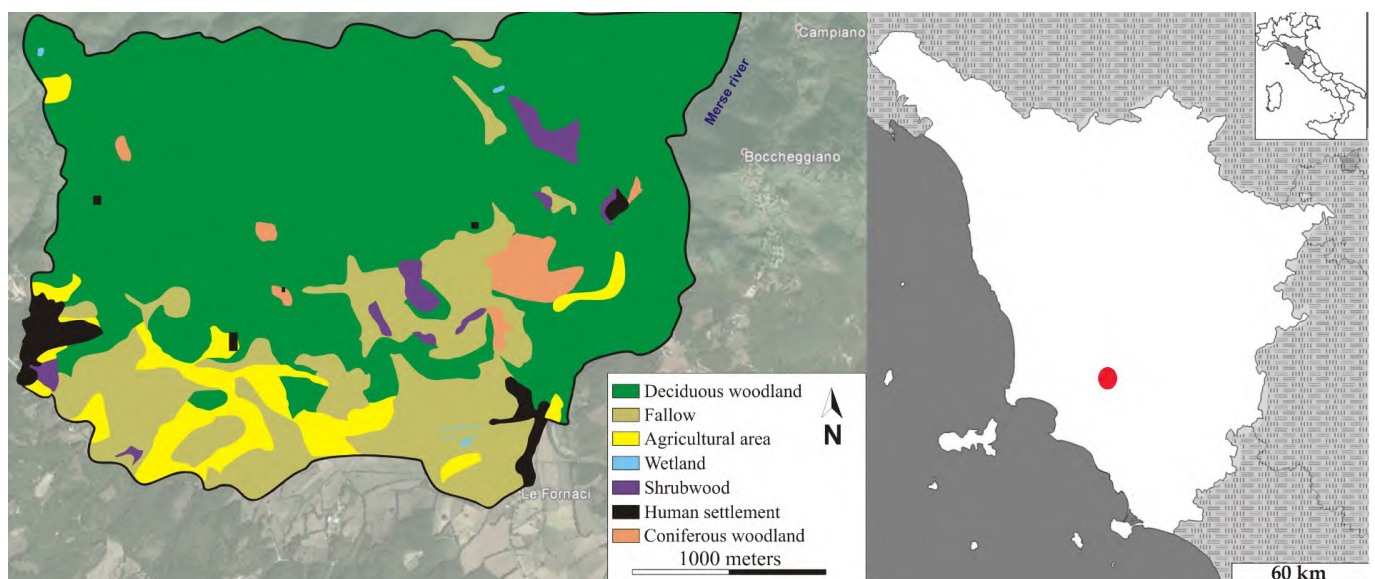 Campiano
Merse river
Boccheggiano
Le Fornaci
Deciduous woodland
Fallow
Agricultural area
Wetland
Shrubwood
Human settlement
Coniferous woodland
N
1000 meters
60 km